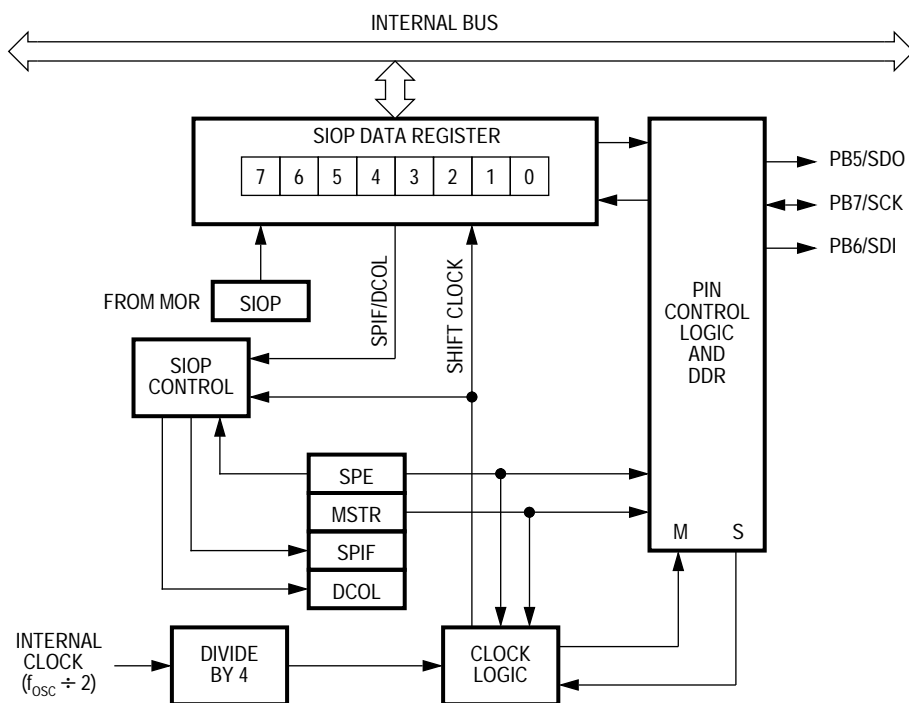 INTERNAL BUS
SIOP DATA REGISTER
7 6 5 4 3 2 1 0
PB5/SDO
PB7/SCK
PB6/SDI
FROM MOR
SIOP
SPIF/DCOL
SHIFT CLOCK
PIN
CONTROL
LOGIC
AND
DDR
SIOP
CONTROL
SPE
MSTR
SPIF
DCOL
M S
INTERNAL
CLOCK
(fOSC ÷ 2)
DIVIDE
BY 4
CLOCK
LOGIC